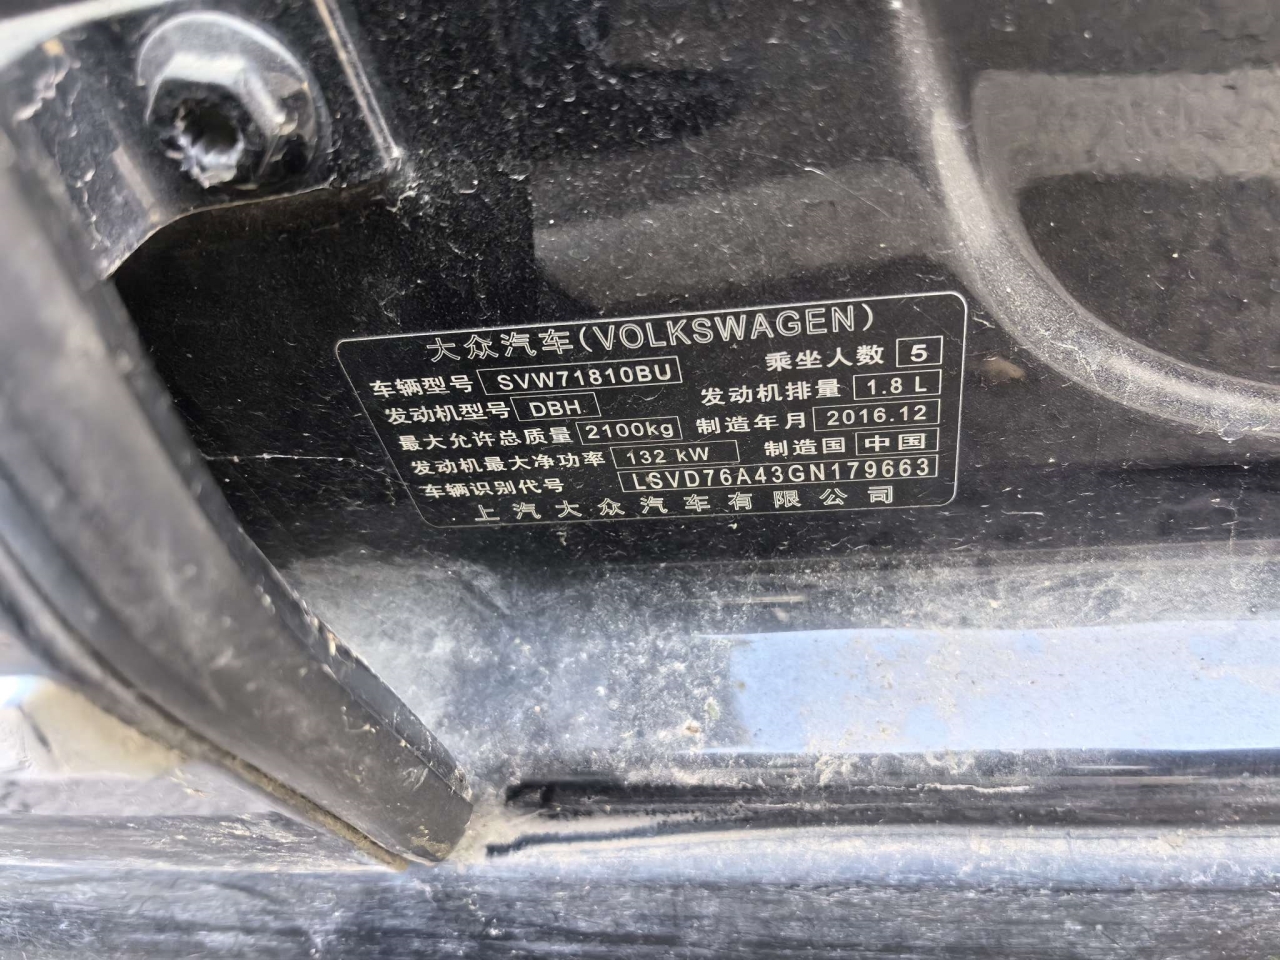 大众汽车(VOLKSWAGEN)
车辆型号 SVW71810BU 乘坐人数 5
发动机型号 DBH 发动机排量 1.8 L
最大允许总质量 2100kg 制造年月 2016.12
发动机最大净功率 132 kW 制造国 中国
车辆识别代号 LSVD76A43GN179663
上汽大众汽车有限公司